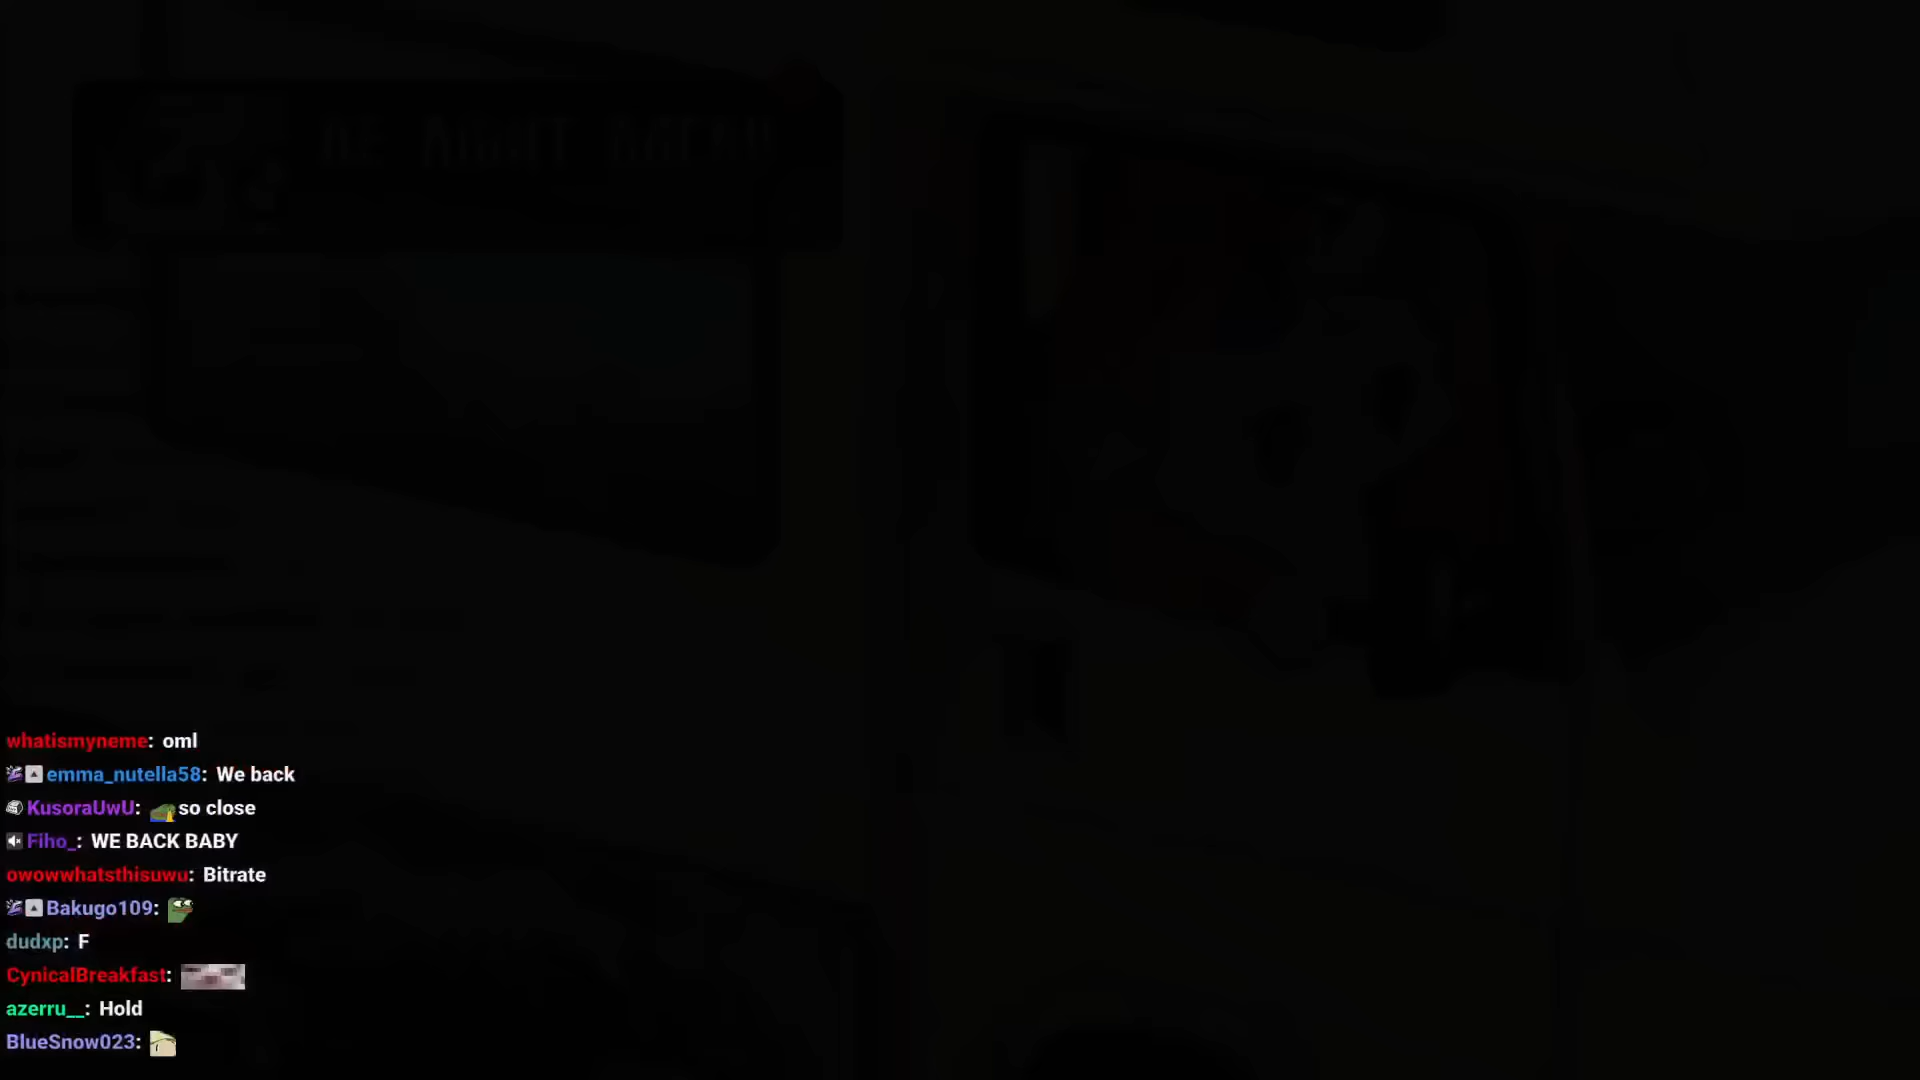 whatismyneme: oml
emma_nutella58: We back
KusoraUwU: so close
Fiho_: WE BACK BABY
owowwhatsthisuwu: Bitrate
Bakugo109:
dudxp: F
CynicalBreakfast:
azerru__: Hold
BlueSnow023: